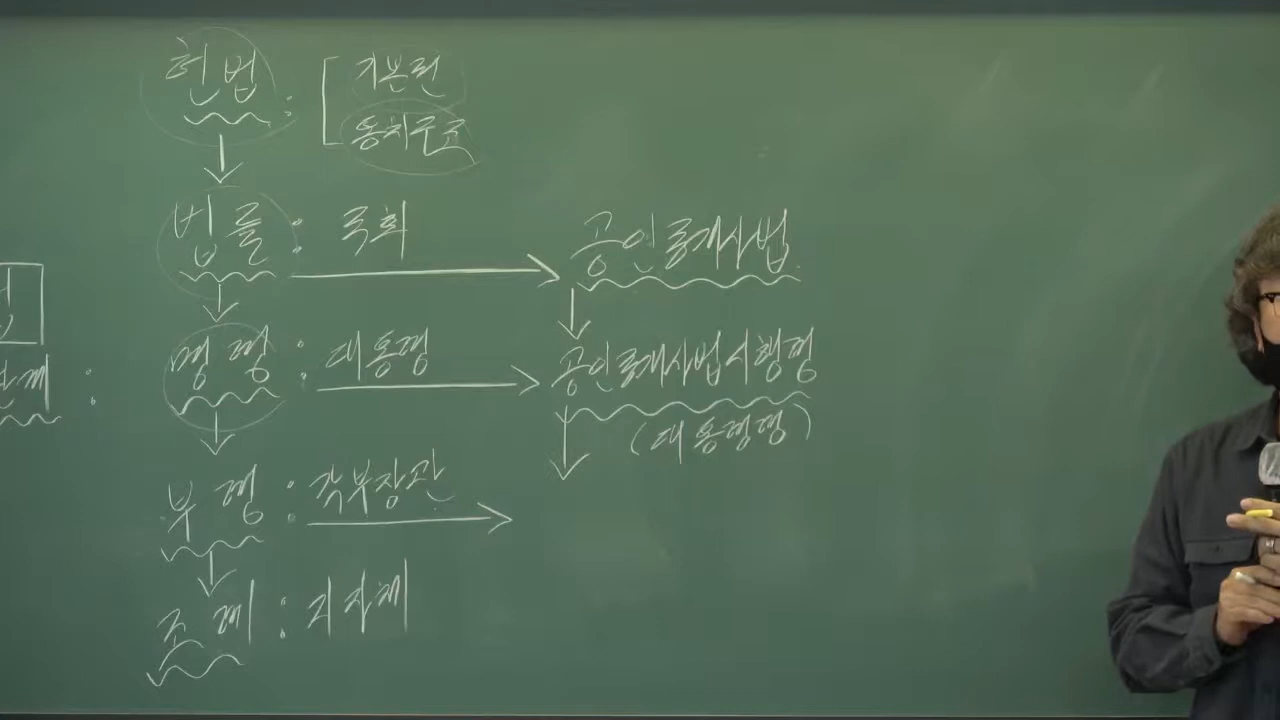 헌법 : [ 기본권
통치구조
법률 : 국회 → 공인중개사법
명령 : 대통령 → 공인중개사법시행령
(대통령령)
부령 : 각부장관 →
조례 : 지자체